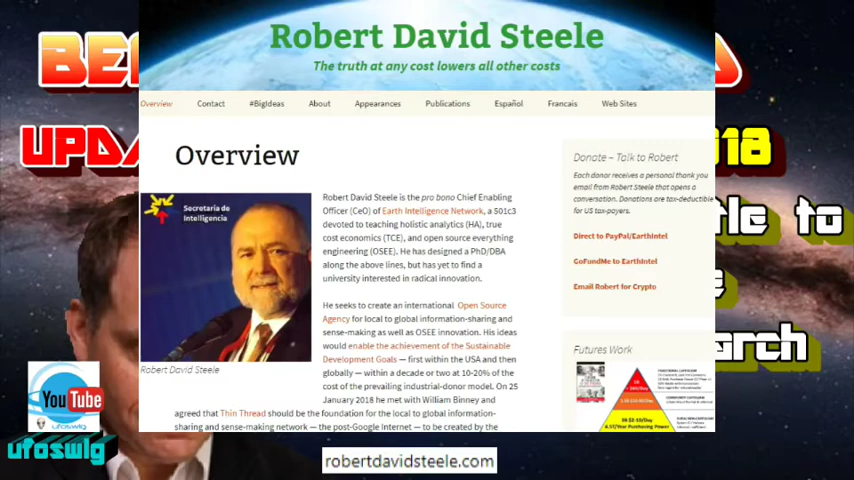 Robert David Steele
The truth at any cost lowers all other costs
Overview Contact #BigIdeas About Appearances Publications Español Francais Web Sites
Overview
Secretaría de
Inteligencia
Robert David Steele
Robert David Steele is the pro bono Chief Enabling
Officer (CeO) of Earth Intelligence Network, a 501c3
devoted to teaching holistic analytics (HA), true
cost economics (TCE), and open source everything
engineering (OSEE). He has designed a PhD/DBA
along the above lines, but has yet to find a
university interested in radical innovation.
He seeks to create an international Open Source
Agency for local to global information-sharing and
sense-making as well as OSEE innovation. His ideas
would enable the achievement of the Sustainable
Development Goals — first within the USA and then
globally — within a decade or two at 10-20% of the
cost of the prevailing industrial-donor model. On 25
January 2018 he met with William Binney and
agreed that Thin Thread should be the foundation for the local to global information-
sharing and sense-making network — the post-Google Internet — to be created by the
Donate – Talk to Robert
Each donor receives a personal thank you
email from Robert Steele that opens a
conversation. Donations are tax-deductible
for US tax-payers.
Direct to PayPal/EarthIntel
GoFundMe to EarthIntel
Email Robert for Crypto
Futures Work
BE
D
UPDA
018
tle to
e
arch
YouTube
ufoswlg
ufoswlg
robertdavidsteele.com